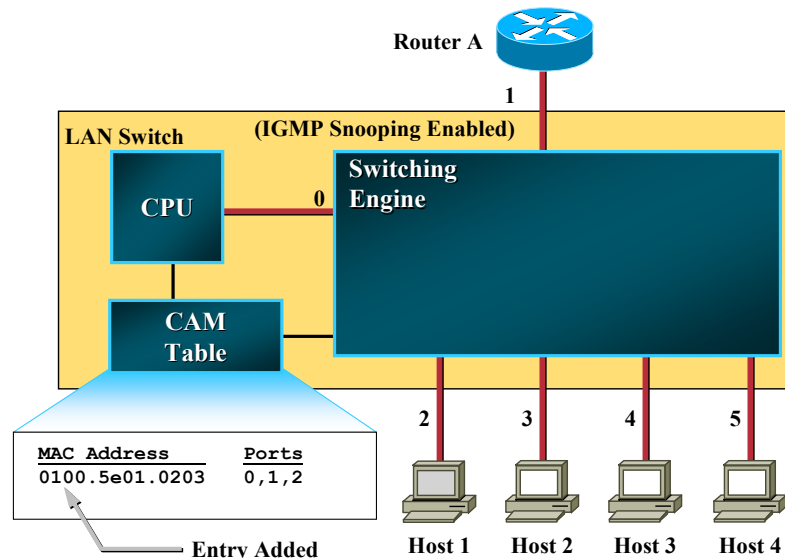 Router A
1
LAN Switch
(IGMP Snooping Enabled)
CPU
0
Switching
Engine
CAM
Table
2
3
4
5
MAC Address Ports
0100.5e01.0203 0,1,2
Entry Added
Host 1
Host 2
Host 3
Host 4